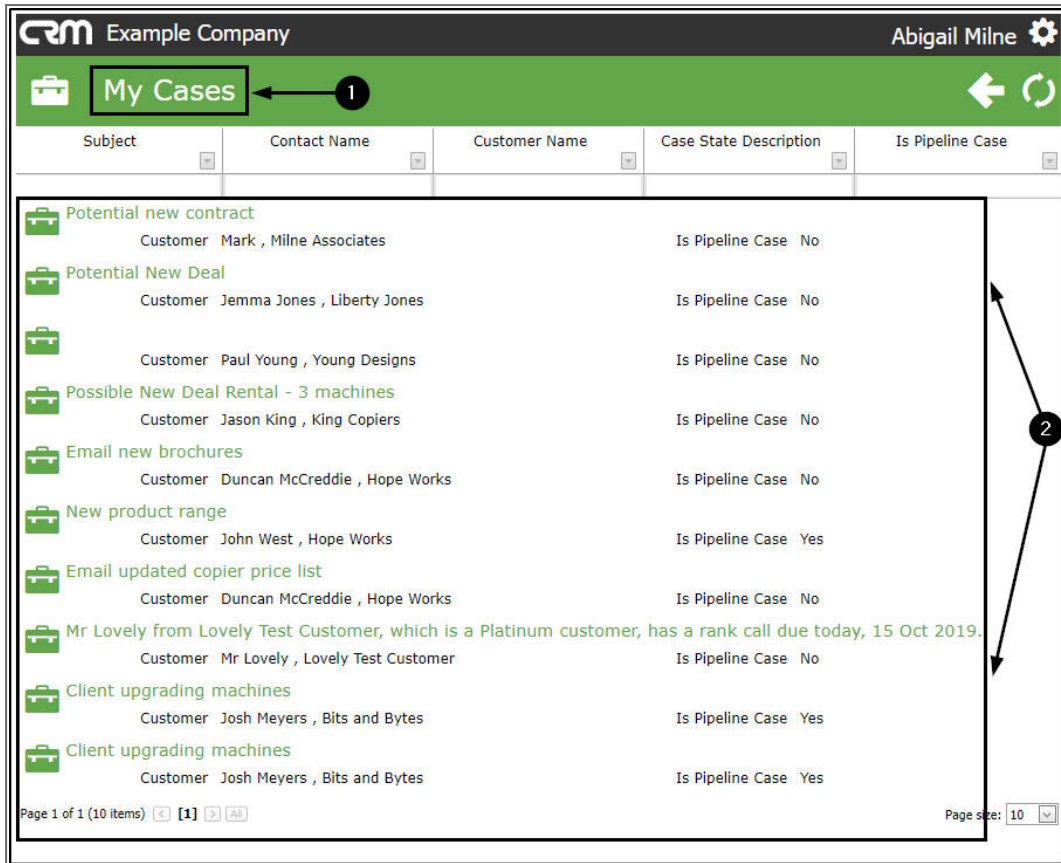 CRM Example Company Abigail Milne
My Cases 1
Subject Contact Name Customer Name Case State Description Is Pipeline Case
Potential new contract
Customer Mark , Milne Associates Is Pipeline Case No
Potential New Deal
Customer Jemma Jones , Liberty Jones Is Pipeline Case No
Customer Paul Young , Young Designs Is Pipeline Case No
Possible New Deal Rental - 3 machines
Customer Jason King , King Copiers Is Pipeline Case No
2
Email new brochures
Customer Duncan McCreddie , Hope Works Is Pipeline Case No
New product range
Customer John West , Hope Works Is Pipeline Case Yes
Email updated copier price list
Customer Duncan McCreddie , Hope Works Is Pipeline Case No
Mr Lovely from Lovely Test Customer, which is a Platinum customer, has a rank call due today, 15 Oct 2019.
Customer Mr Lovely , Lovely Test Customer Is Pipeline Case No
Client upgrading machines
Customer Josh Meyers , Bits and Bytes Is Pipeline Case Yes
Client upgrading machines
Customer Josh Meyers , Bits and Bytes Is Pipeline Case Yes
Page 1 of 1 (10 items) < [1] > All Page size: 10